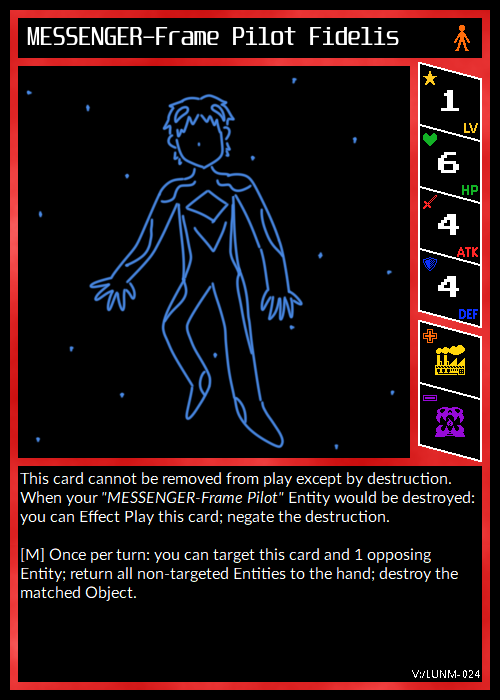 MESSENGER-Frame Pilot Fidelis
1
LV
6
HP
4
ATK
4
DEF
This card cannot be removed from play except by destruction.
When your "MESSENGER-Frame Pilot" Entity would be destroyed:
you can Effect Play this card; negate the destruction.
[M] Once per turn: you can target this card and 1 opposing
Entity; return all non-targeted Entities to the hand; destroy the
matched Object.
V:/LUNM-024